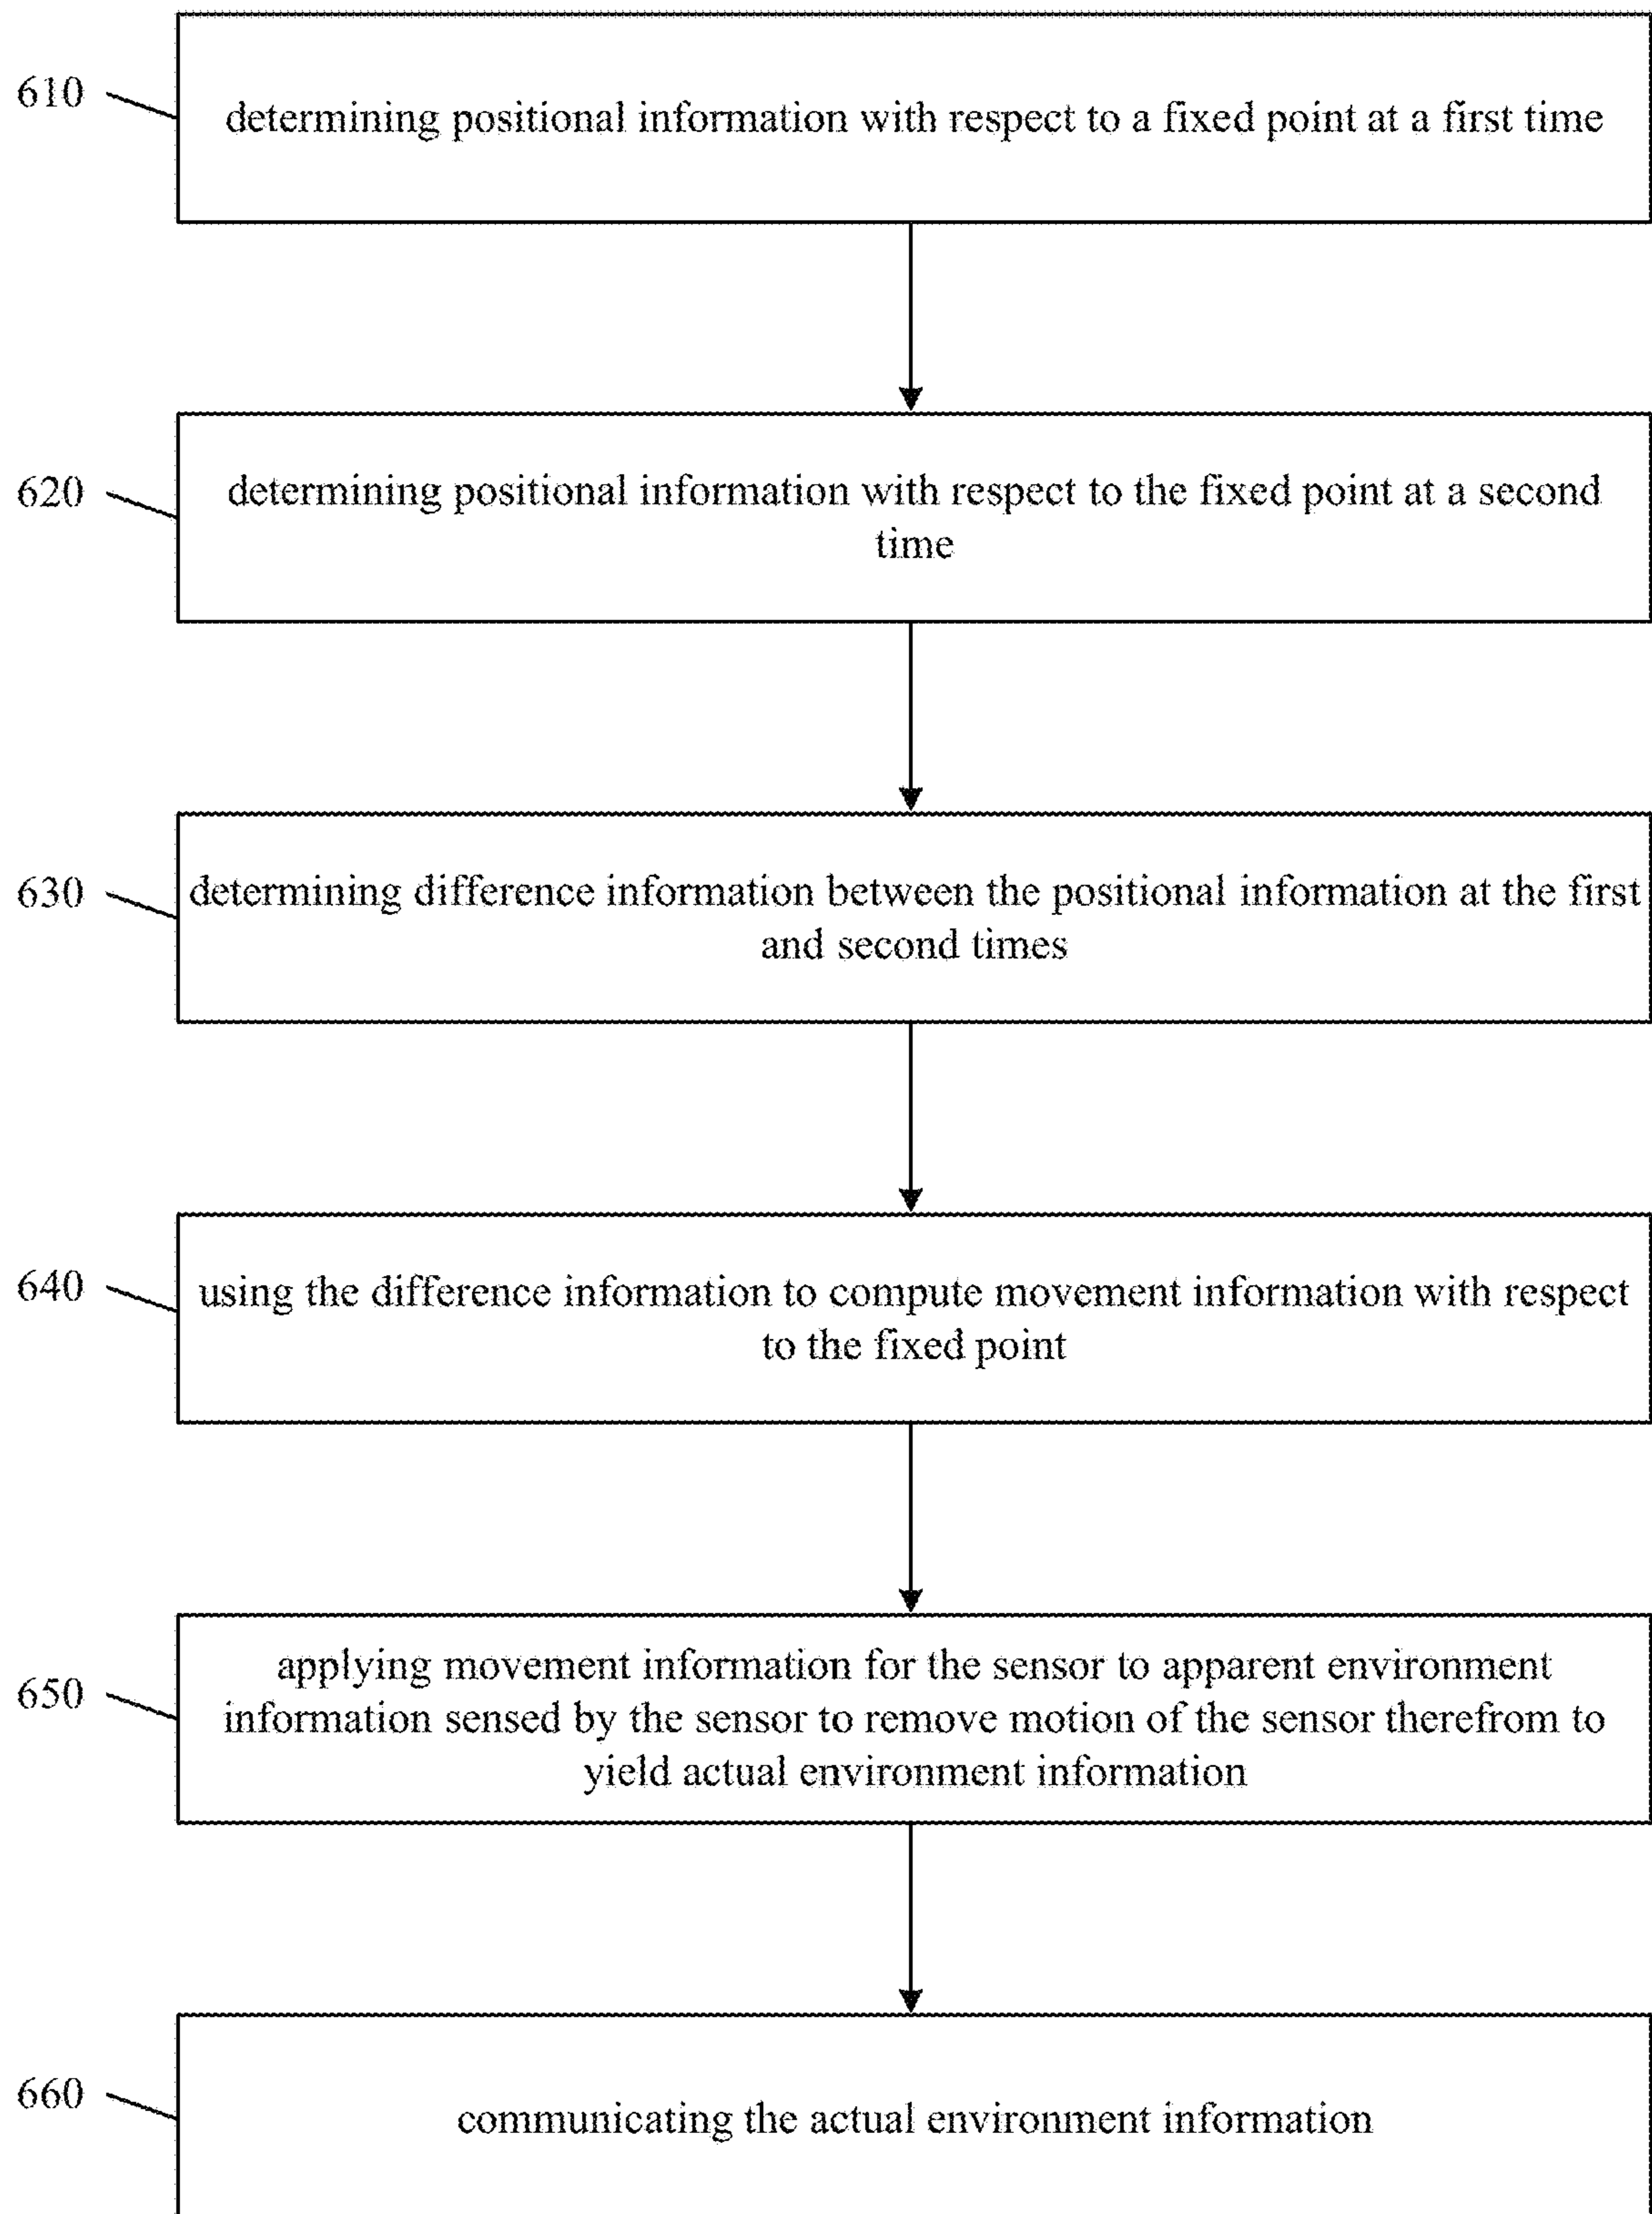 610
determining positional information with respect to a fixed point at a first time
620
determining positional information with respect to the fixed point at a second
time
630
determining difference information between the positional information at the first
and second times
640
using the difference information to compute movement information with respect
to the fixed point
650
applying movement information for the sensor to apparent environment
information sensed by the sensor to remove motion of the sensor therefrom to
yield actual environment information
660
communicating the actual environment information